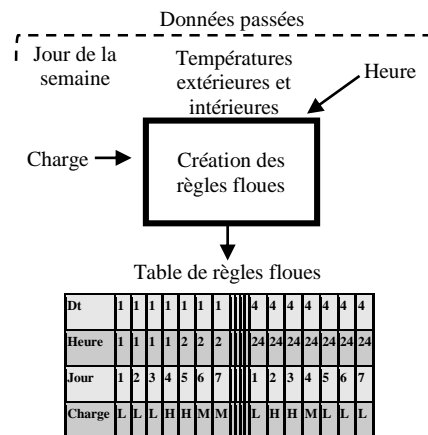 Données passées
Jour de la
semaine
Températures
extérieures et
intérieures
Heure
Charge
Création des
règles floues
Table de règles floues
Dt 1 1 1 1 1 1 1 4 4 4 4 4 4 4
Heure 1 1 1 1 2 2 2 24 24 24 24 24 24 24
Jour 1 2 3 4 5 6 7 1 2 3 4 5 6 7
Charge L L L H H M M L H H M L L L